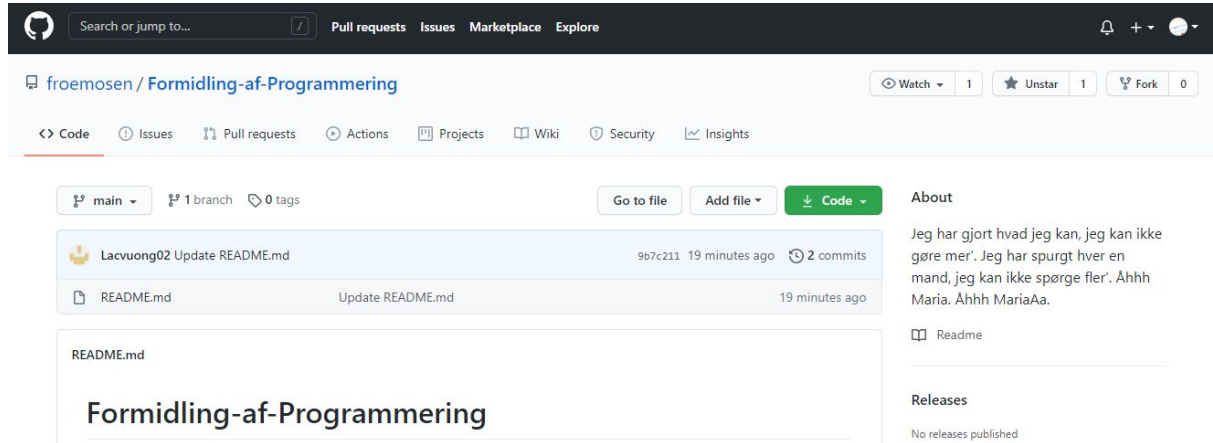 Search or jump to... /
Pull requests Issues Marketplace Explore
froemosen / Formidling-af-Programmering
Watch 1 Unstar 1 Fork 0
<> Code Issues Pull requests Actions Projects Wiki Security Insights
main 1 branch 0 tags Go to file Add file Code
Lacvuong02 Update README.md 9b7c211 19 minutes ago 2 commits
README.md Update README.md 19 minutes ago
README.md
Formidling-af-Programmering
About
Jeg har gjort hvad jeg kan, jeg kan ikke
gøre mer'. Jeg har spurgt hver en
mand, jeg kan ikke spørge fler'. Åhhh
Maria. Åhhh MariaAa.
Readme
Releases
No releases published